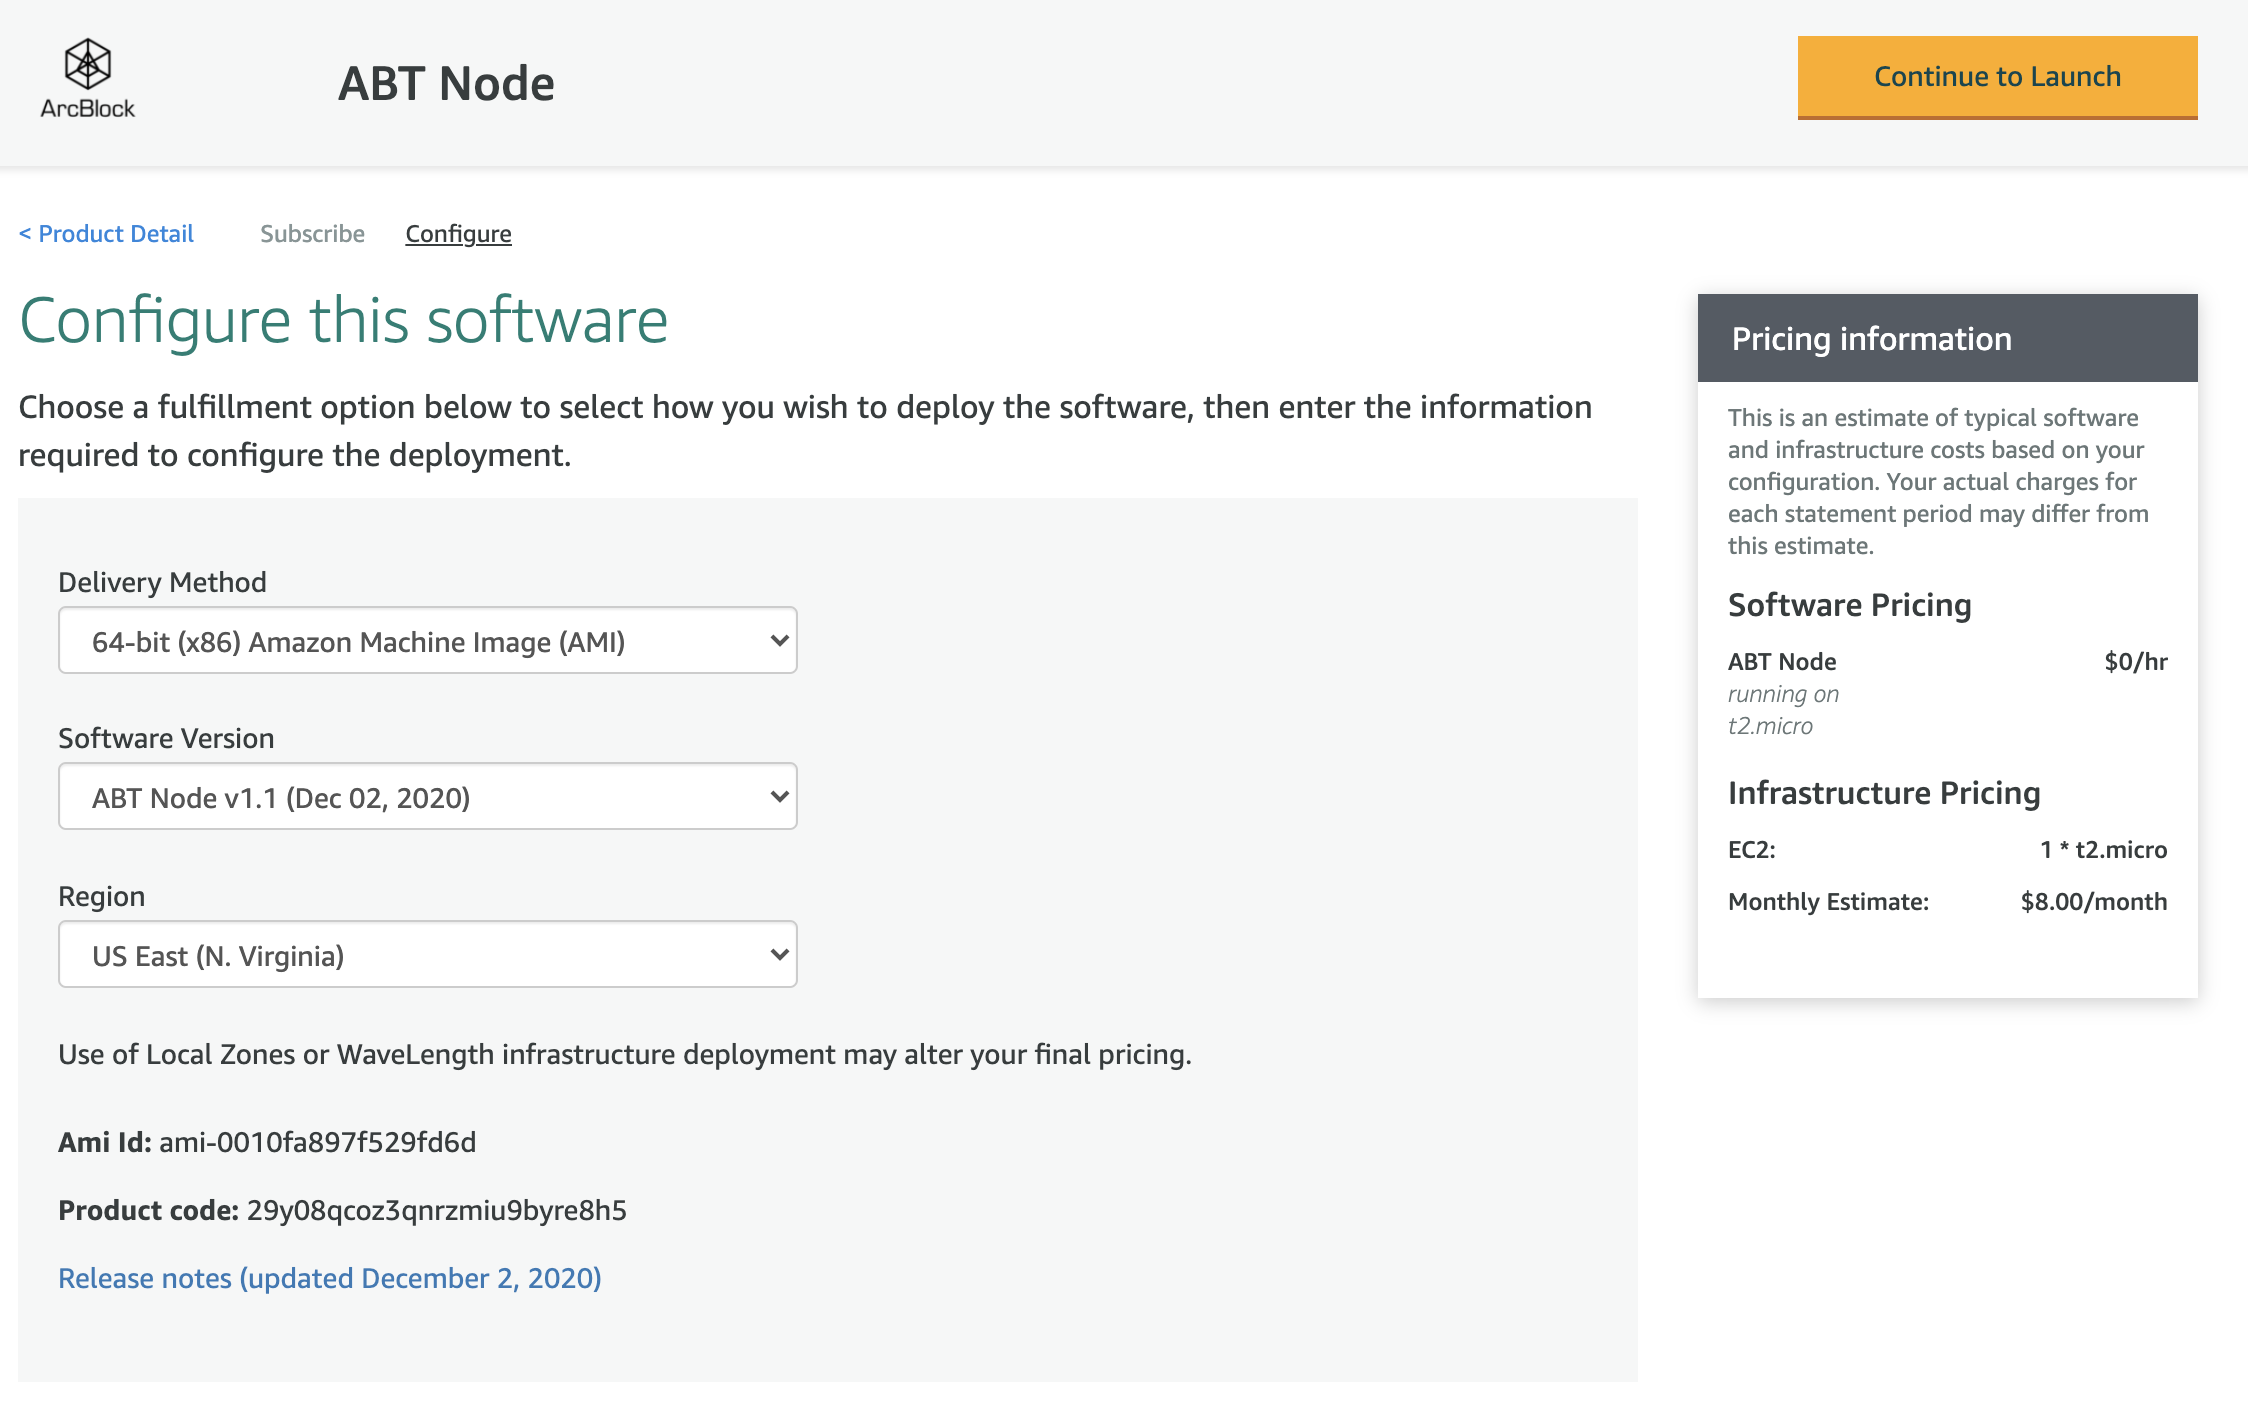 ArcBlock
ABT Node
Continue to Launch
< Product Detail
Subscribe
Configure
Configure this software
Choose a fulfillment option below to select how you wish to deploy the software, then enter the information
required to configure the deployment.
Delivery Method
64-bit (x86) Amazon Machine Image (AMI)
Software Version
ABT Node v1.1 (Dec 02, 2020)
Region
US East (N. Virginia)
Use of Local Zones or WaveLength infrastructure deployment may alter your final pricing.
Ami Id: ami-0010fa897f529fd6d
Product code: 29y08qcoz3qnrzmiu9byre8h5
Release notes (updated December 2, 2020)
Pricing information
This is an estimate of typical software
and infrastructure costs based on your
configuration. Your actual charges for
each statement period may differ from
this estimate.
Software Pricing
ABT Node $0/hr
running on
t2.micro
Infrastructure Pricing
EC2: 1 * t2.micro
Monthly Estimate: $8.00/month